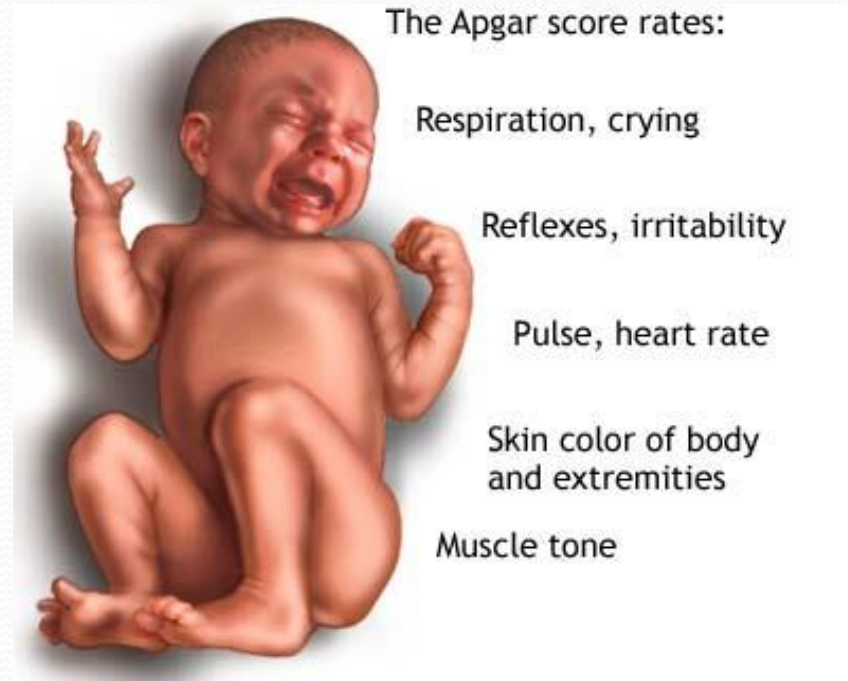 The Apgar score rates:
Respiration, crying
Reflexes, irritability
Pulse, heart rate
Skin color of body
and extremities
Muscle tone